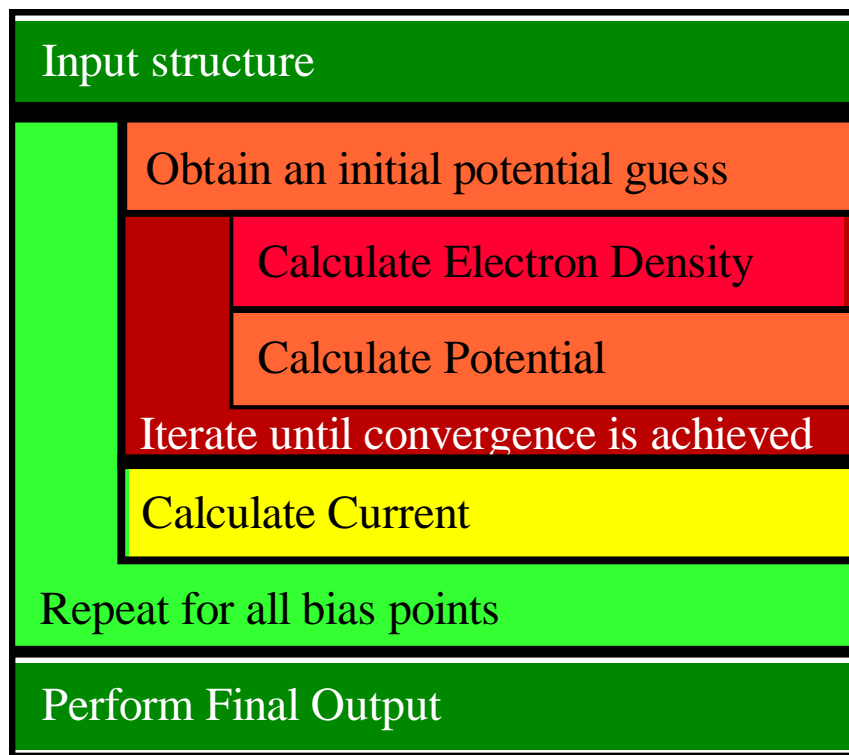 Input structure
Obtain an initial potential guess
Calculate Electron Density
Calculate Potential
Iterate until convergence is achieved
Calculate Current
Repeat for all bias points
Perform Final Output